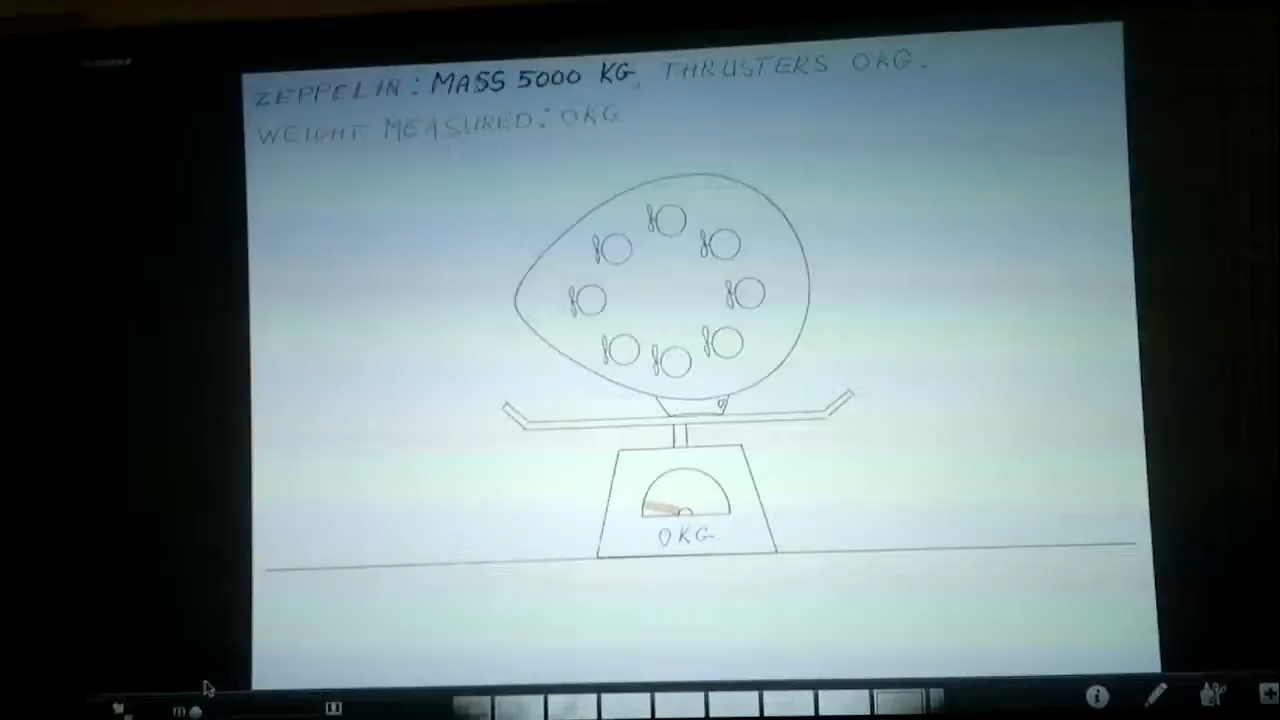 ZEPPELIN: MASS 5000 KG, THRUSTERS 0KG.
WEIGHT MEASURED: 0KG
0KG